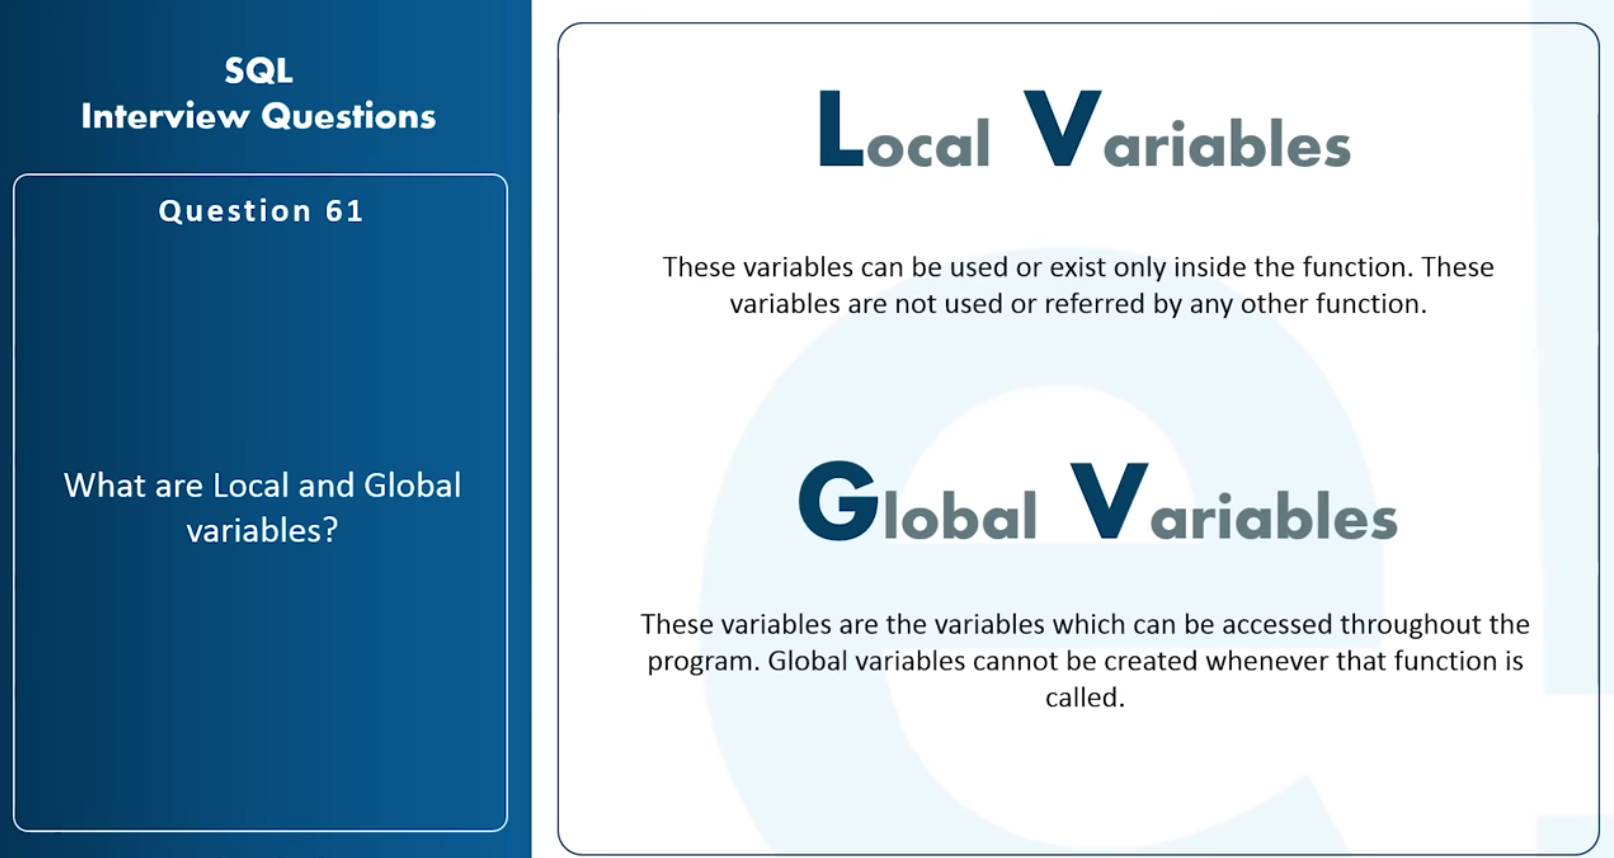 SQL
Interview Questions
Question 61
What are Local and Global
variables?
Local Variables
These variables can be used or exist only inside the function. These
variables are not used or referred by any other function.
Global Variables
These variables are the variables which can be accessed throughout the
program. Global variables cannot be created whenever that function is
called.